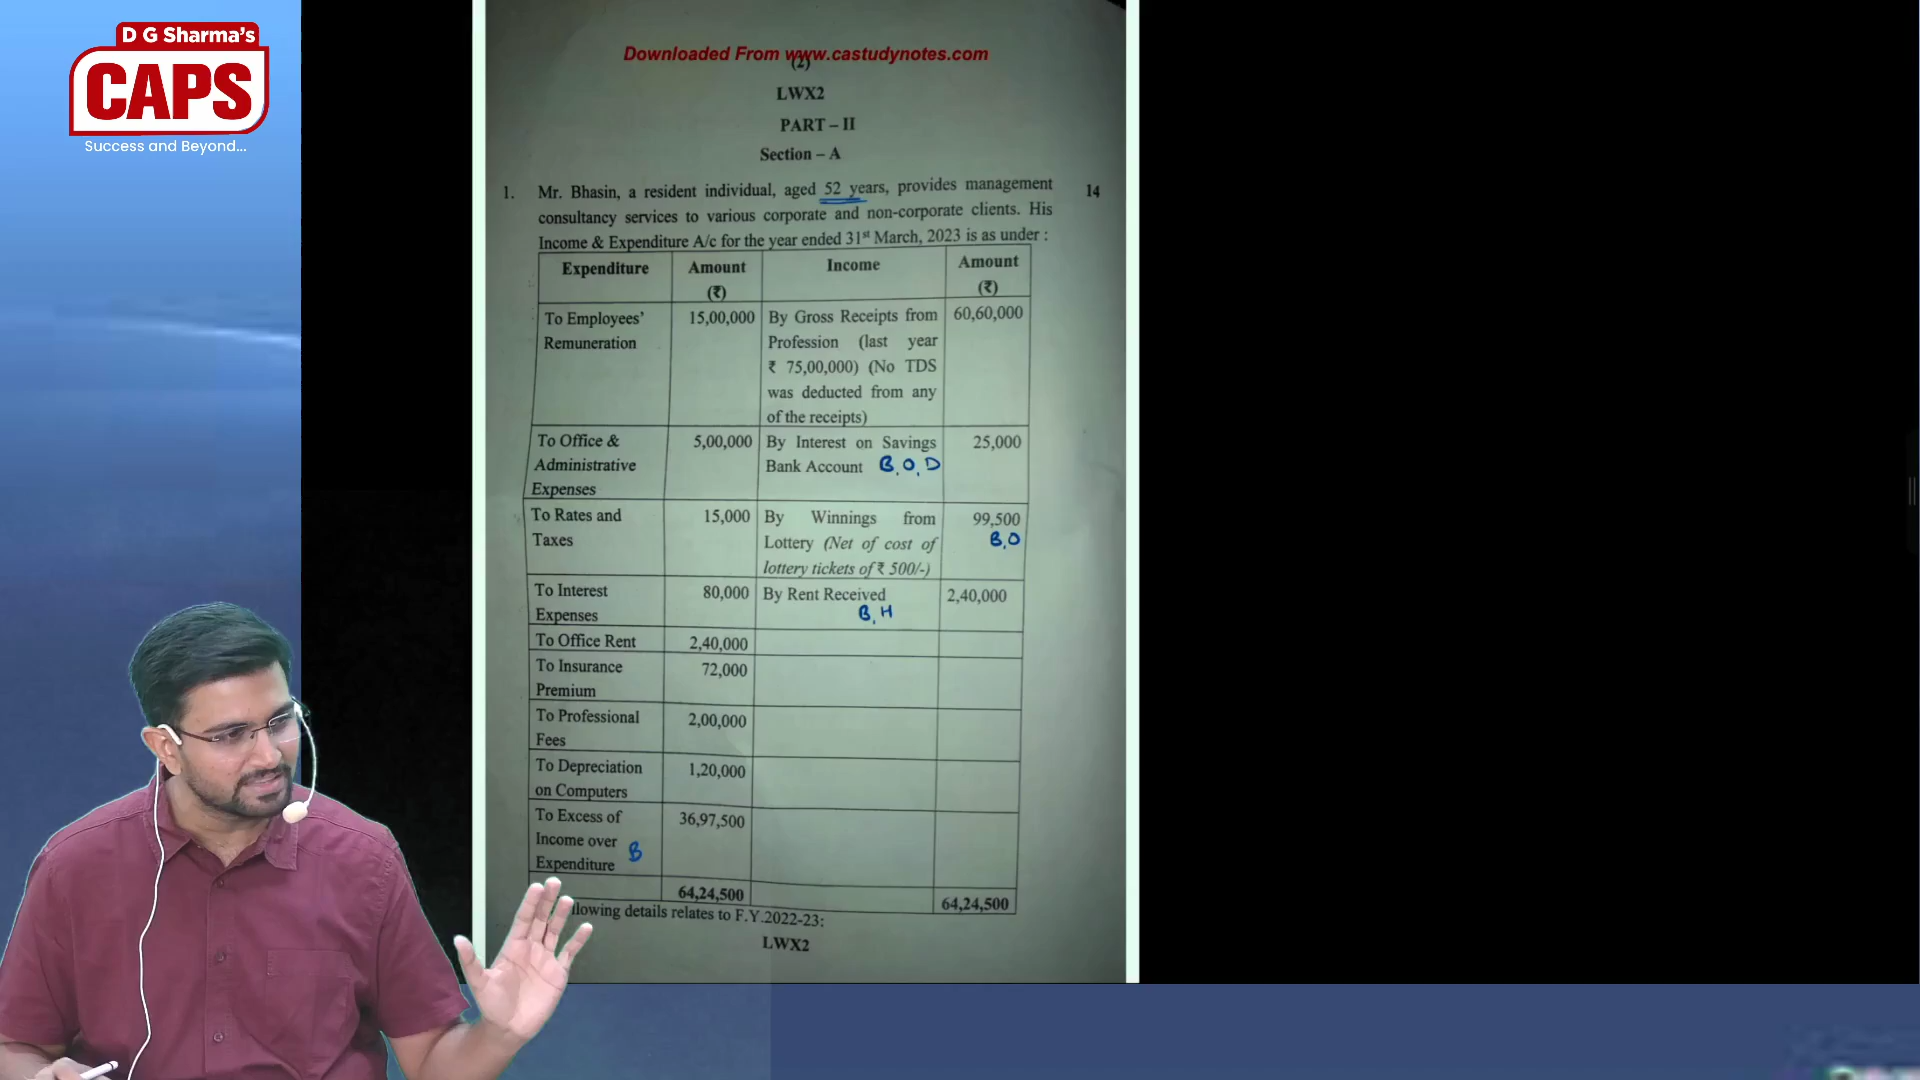 D G Sharma's
CAPS
Success and Beyond...
Downloaded From www.castudynotes.com
(2)
LWX2
PART – II
Section – A
1. Mr. Bhasin, a resident individual, aged 52 years, provides management 14
consultancy services to various corporate and non-corporate clients. His
Income & Expenditure A/c for the year ended 31st March, 2023 is as under :
Expenditure Amount Income Amount
(₹) (₹)
To Employees' 15,00,000 By Gross Receipts from 60,60,000
Remuneration Profession (last year
₹ 75,00,000) (No TDS
was deducted from any
of the receipts)
To Office & 5,00,000 By Interest on Savings 25,000
Administrative Bank Account B, O, D
Expenses
To Rates and 15,000 By Winnings from 99,500
Taxes Lottery (Net of cost of B, O
lottery tickets of ₹ 500/-)
To Interest 80,000 By Rent Received 2,40,000
Expenses B, H
To Office Rent 2,40,000
To Insurance 72,000
Premium
To Professional 2,00,000
Fees
To Depreciation 1,20,000
on Computers
To Excess of 36,97,500
Income over
Expenditure B
64,24,500 64,24,500
details relates to F.Y.2022-23:
LWX2